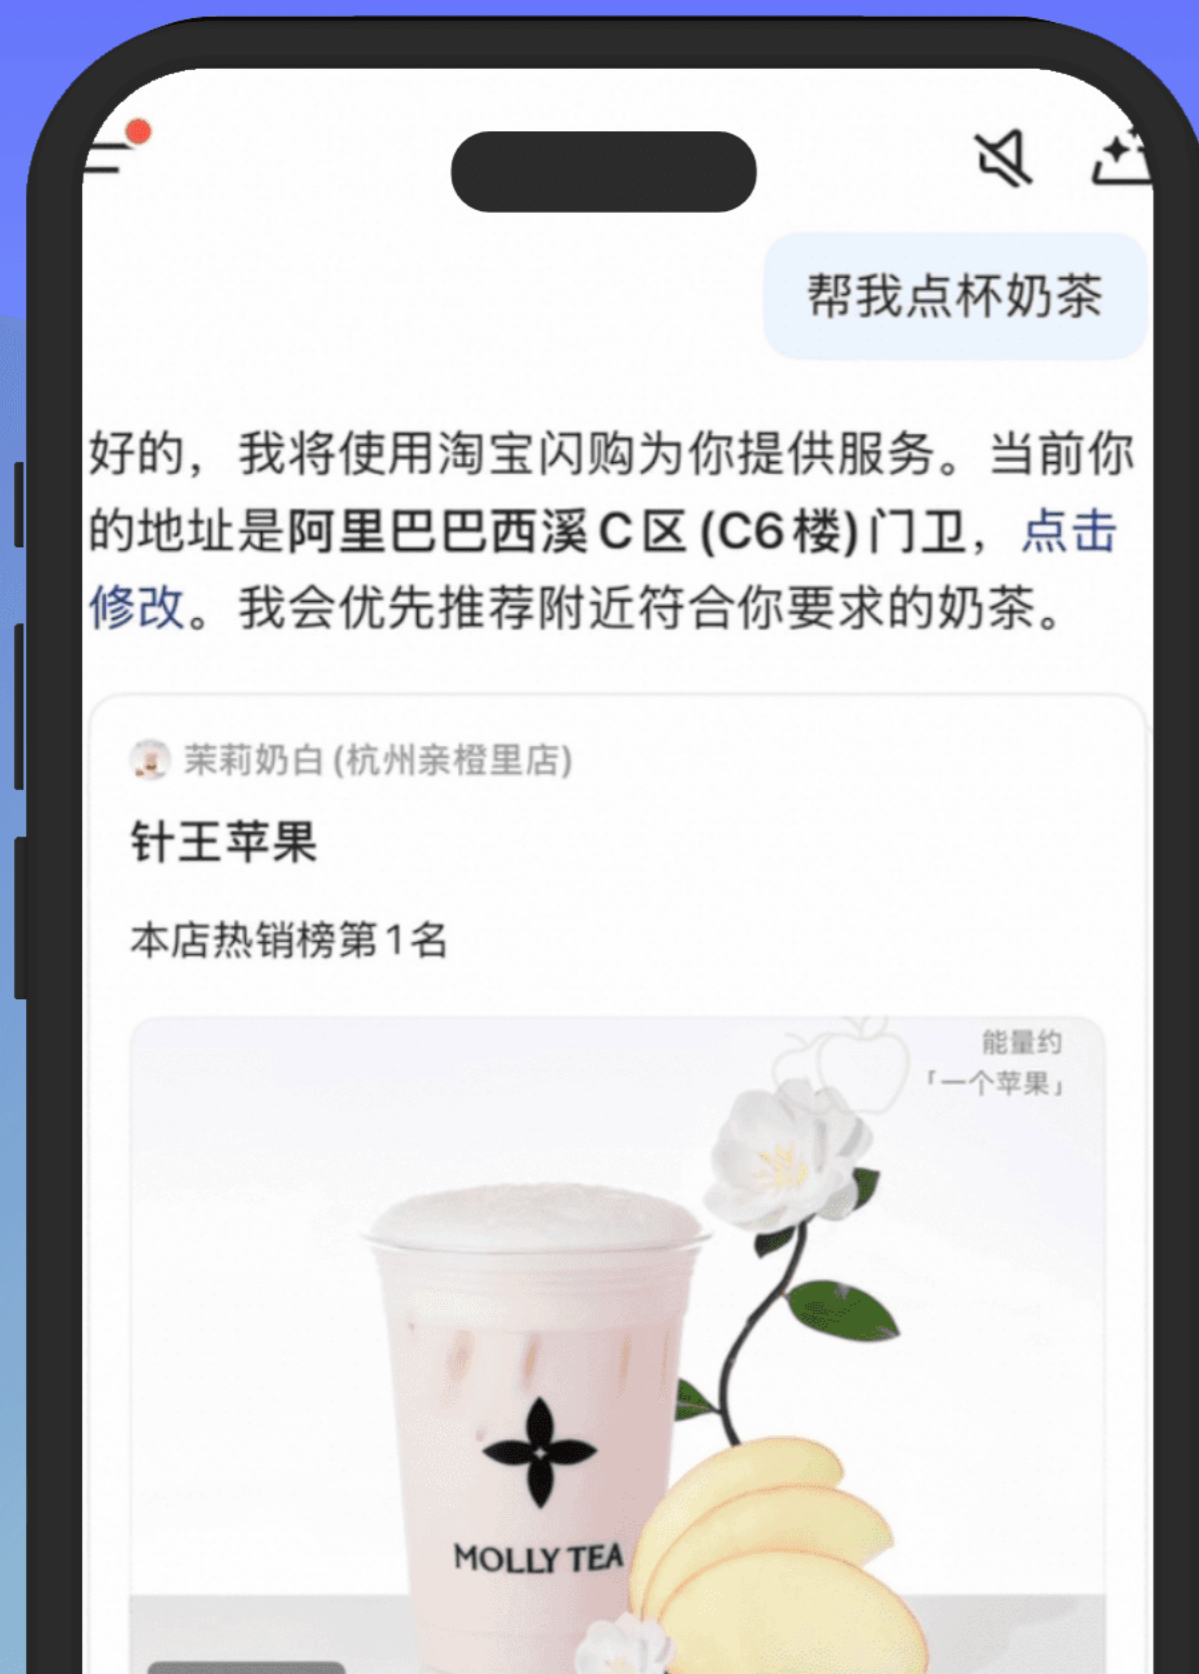 帮我点杯奶茶
好的，我将使用淘宝闪购为你提供服务。当前你
的地址是阿里巴巴西溪C区(C6楼)门卫，点击
修改。我会优先推荐附近符合你要求的奶茶。
茉莉奶白(杭州亲橙里店)
针王苹果
本店热销榜第1名
能量约
「一个苹果」
MOLLY TEA